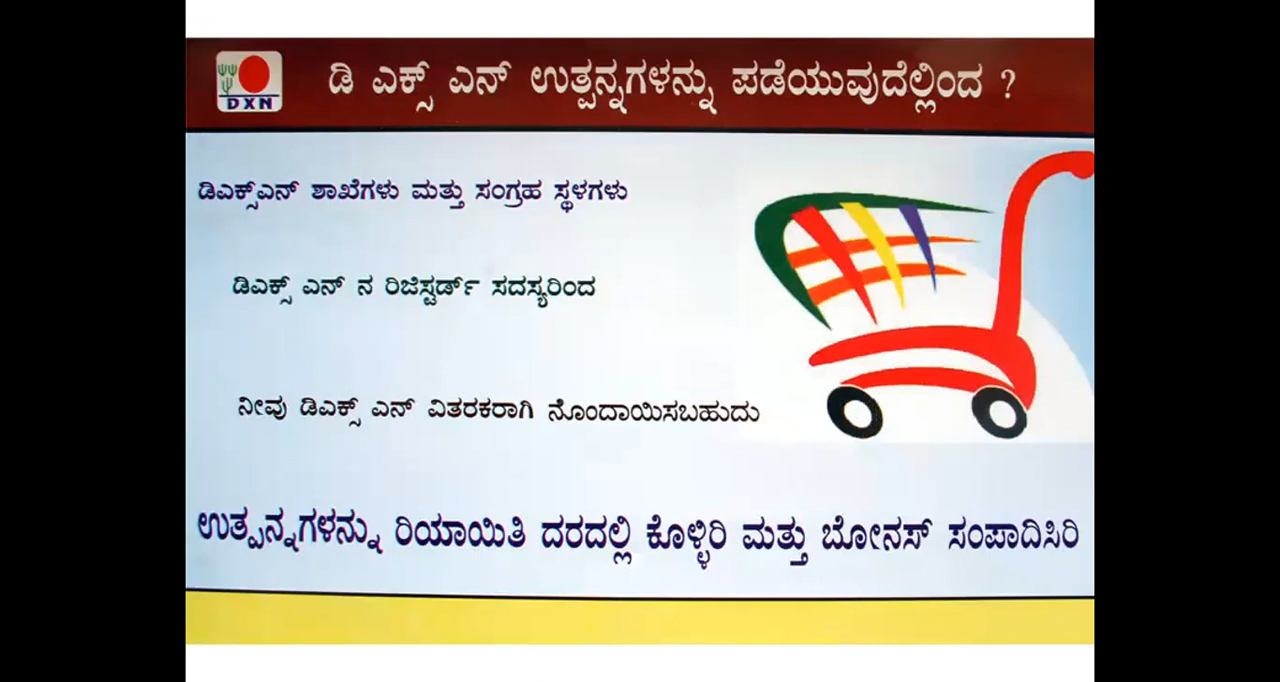 DXN
ಡಿ ಎಕ್ಸ್ ಎನ್ ಉತ್ಪನ್ನಗಳನ್ನು ಪಡೆಯುವುದೆಲ್ಲಿಂದ ?
ಡಿಎಕ್ಸ್‌ಎನ್ ಶಾಖೆಗಳು ಮತ್ತು ಸಂಗ್ರಹ ಸ್ಥಳಗಳು
ಡಿಎಕ್ಸ್ ಎನ್ ನ ರಿಜಿಸ್ಟರ್ಡ್ ಸದಸ್ಯರಿಂದ
ನೀವು ಡಿಎಕ್ಸ್ ಎನ್ ವಿತರಕರಾಗಿ ನೊಂದಾಯಿಸಬಹುದು
ಉತ್ಪನ್ನಗಳನ್ನು ರಿಯಾಯಿತಿ ದರದಲ್ಲಿ ಕೊಳ್ಳಿರಿ ಮತ್ತು ಬೋನಸ್ ಸಂಪಾದಿಸಿರಿ